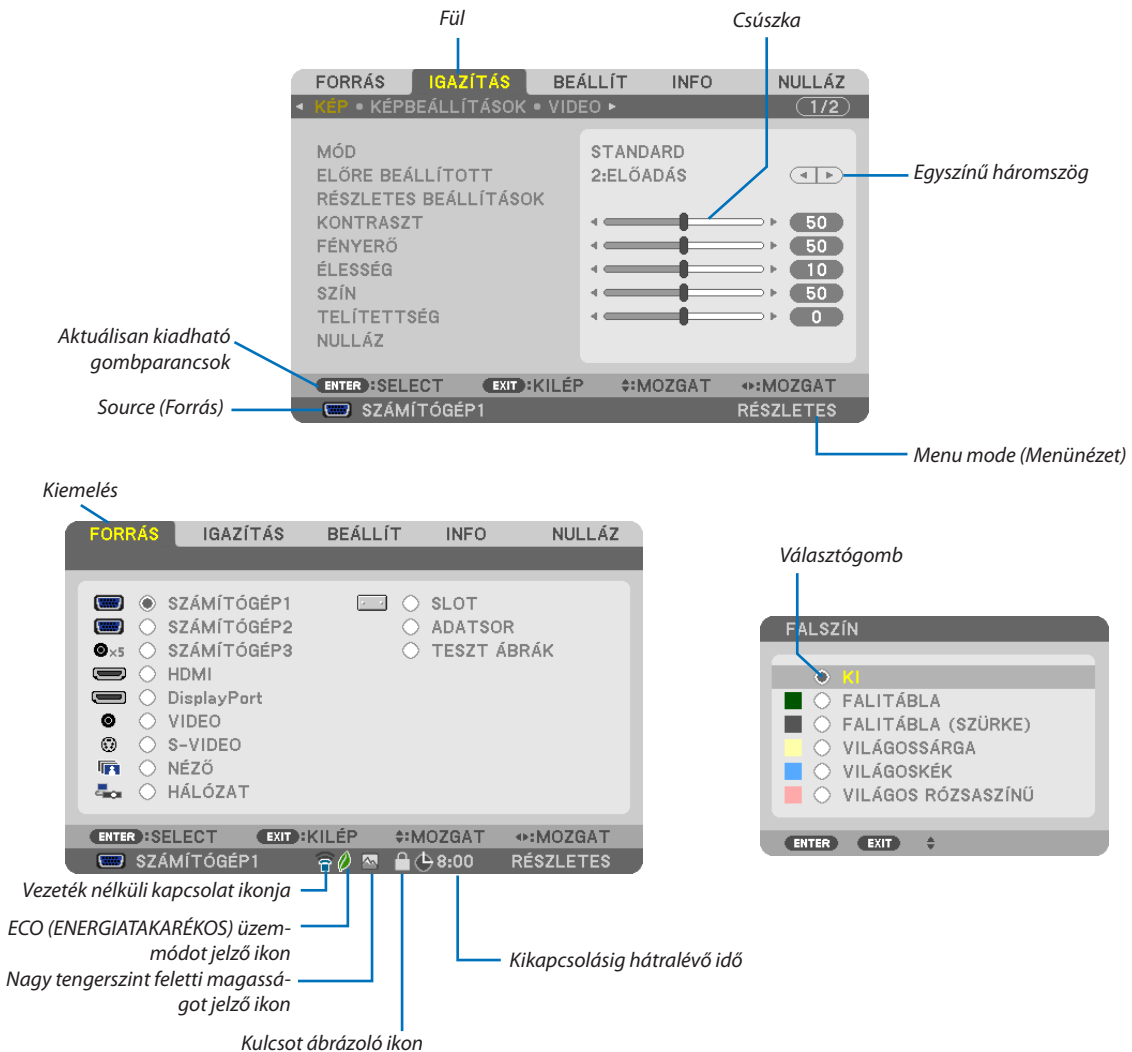 Fül
Csúszka
FORRÁS IGAZÍTÁS BEÁLLÍT INFO NULLÁZ
KÉP • KÉPBEÁLLÍTÁSOK • VIDEO 1/2
MÓD STANDARD
ELŐRE BEÁLLÍTOTT 2:ELŐADÁS
Egyszínű háromszög
RÉSZLETES BEÁLLÍTÁSOK
KONTRASZT 50
FÉNYERŐ 50
ÉLESSÉG 10
SZÍN 50
TELÍTETTSÉG 0
NULLÁZ
Aktuálisan kiadható
gombparancsok
ENTER :SELECT EXIT :KILÉP :MOZGAT :MOZGAT
Source (Forrás)
SZÁMÍTÓGÉP1 RÉSZLETES
Menu mode (Menünézet)
Kiemelés
FORRÁS IGAZÍTÁS BEÁLLÍT INFO NULLÁZ
SZÁMÍTÓGÉP1 SLOT
SZÁMÍTÓGÉP2 ADATSOR
×5 SZÁMÍTÓGÉP3 TESZT ÁBRÁK
HDMI
DisplayPort
VIDEO
S-VIDEO
NÉZŐ
HÁLÓZAT
ENTER :SELECT EXIT :KILÉP :MOZGAT :MOZGAT
SZÁMÍTÓGÉP1 8:00 RÉSZLETES
Választógomb
FALSZÍN
KI
FALITÁBLA
FALITÁBLA (SZÜRKE)
VILÁGOSSÁRGA
VILÁGOSKÉK
VILÁGOS RÓZSASZÍNŰ
ENTER EXIT
Vezeték nélküli kapcsolat ikonja
ECO (ENERGIATAKARÉKOS) üzem-
módot jelző ikon
Nagy tengerszint feletti magassá-
got jelző ikon
Kulcsot ábrázoló ikon
Kikapcsolásig hátralévő idő